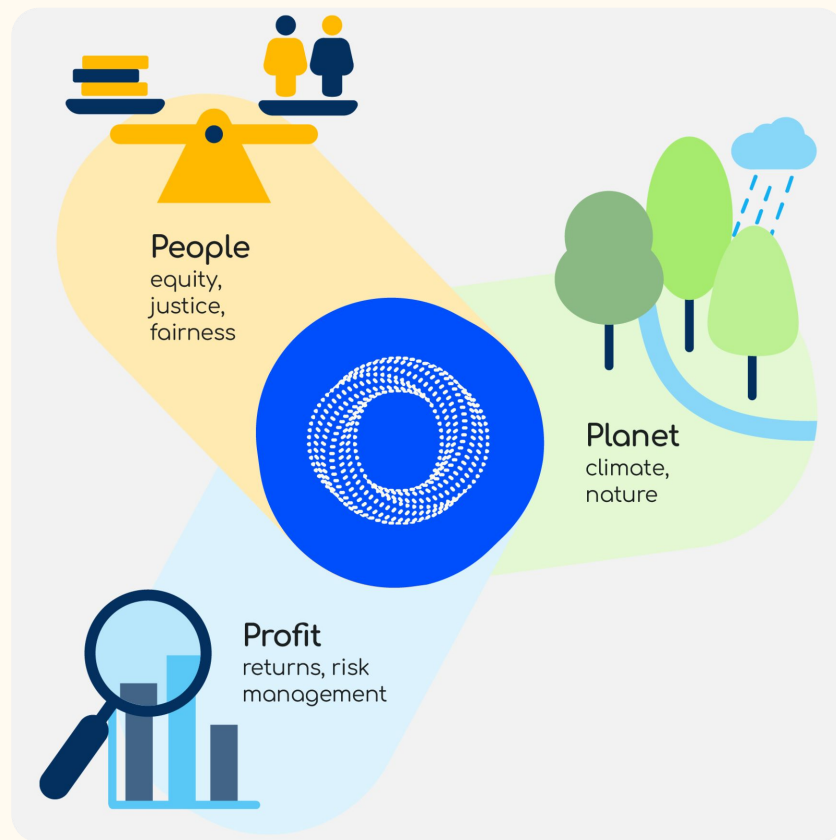 People
equity,
justice,
fairness
Planet
climate,
nature
Profit
returns, risk
management